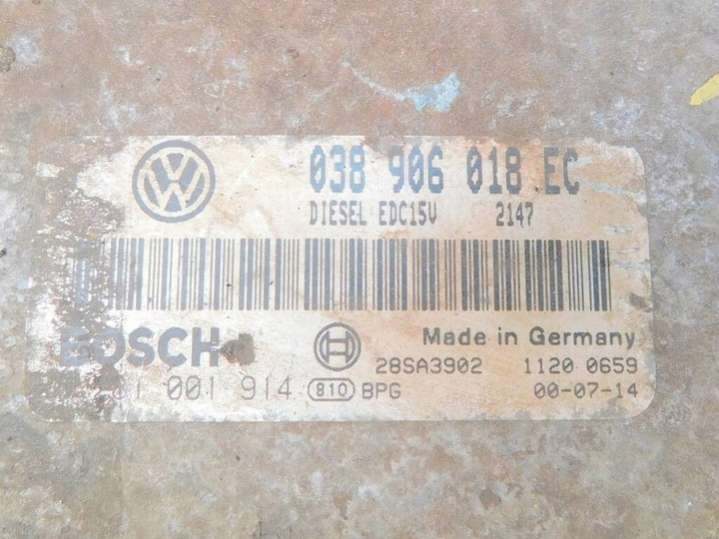 038 906 018 EC
DIESEL EDC15V 2147
Made in Germany
BOSCH
28SA3902 1120 0659
001 914 810 BPG 00-07-14